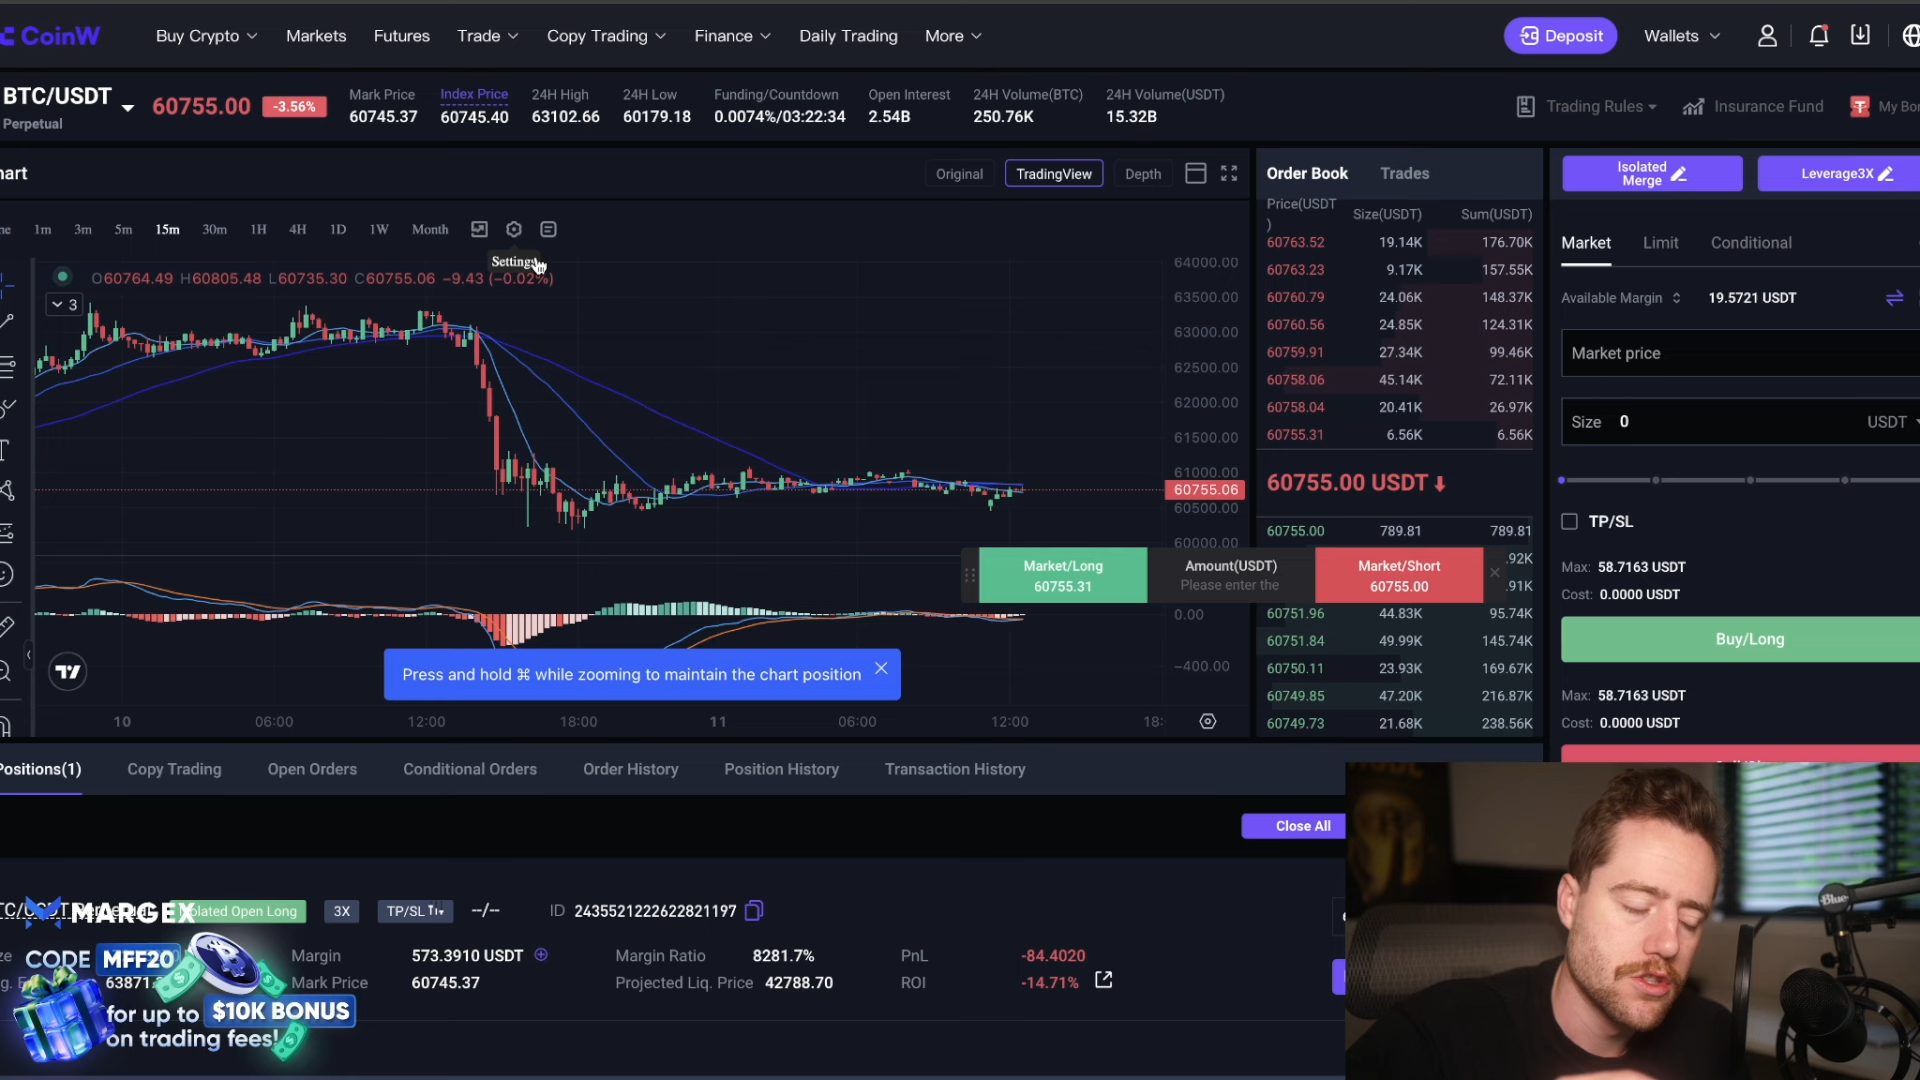 CoinW
Buy Crypto Markets Futures Trade Copy Trading Finance Daily Trading More Deposit Wallets
BTC/USDT
Perpetual
60755.00 -3.56%
Mark Price Index Price 24H High 24H Low Funding/Countdown Open Interest 24H Volume(BTC) 24H Volume(USDT)
60745.37 60745.40 63102.66 60179.18 0.0074%/03:22:34 2.54B 250.76K 15.32B
Trading Rules Insurance Fund My Bon
hart
Original TradingView Depth
me 1m 3m 5m 15m 30m 1H 4H 1D 1W Month
Settings
O60764.49 H60805.48 L60735.30 C60755.06 −9.43 (−0.02%)
3
64000.00
63500.00
63000.00
62500.00
62000.00
61500.00
61000.00
60755.06
60500.00
60000.00
0.00
−400.00
Press and hold ⌘ while zooming to maintain the chart position
10 06:00 12:00 18:00 11 06:00 12:00 18:
Order Book Trades
Price(USDT) Size(USDT) Sum(USDT)
60763.52 19.14K 176.70K
60763.23 9.17K 157.55K
60760.79 24.06K 148.37K
60760.56 24.85K 124.31K
60759.91 27.34K 99.46K
60758.06 45.14K 72.11K
60758.04 20.41K 26.97K
60755.31 6.56K 6.56K
60755.00 USDT
60755.00 789.81 789.81
.92K
.91K
Market/Long Amount(USDT) Market/Short
60755.31 Please enter the 60755.00
60751.96 44.83K 95.74K
60751.84 49.99K 145.74K
60750.11 23.93K 169.67K
60749.85 47.20K 216.87K
60749.73 21.68K 238.56K
Isolated
Merge
Leverage3X
Market Limit Conditional
Available Margin 19.5721 USDT
Market price
Size 0 USDT
TP/SL
Max: 58.7163 USDT
Cost: 0.0000 USDT
Buy/Long
Max: 58.7163 USDT
Cost: 0.0000 USDT
Positions(1) Copy Trading Open Orders Conditional Orders Order History Position History Transaction History
Close All
Isolated Open Long 3X TP/SL --/-- ID 2435521222622821197
Margin 573.3910 USDT Margin Ratio 8281.7% PnL -84.4020
Mark Price 60745.37 Projected Liq. Price 42788.70 ROI -14.71%
MARGEX
CODE MFF20
for up to $10K BONUS
on trading fees!
Blue